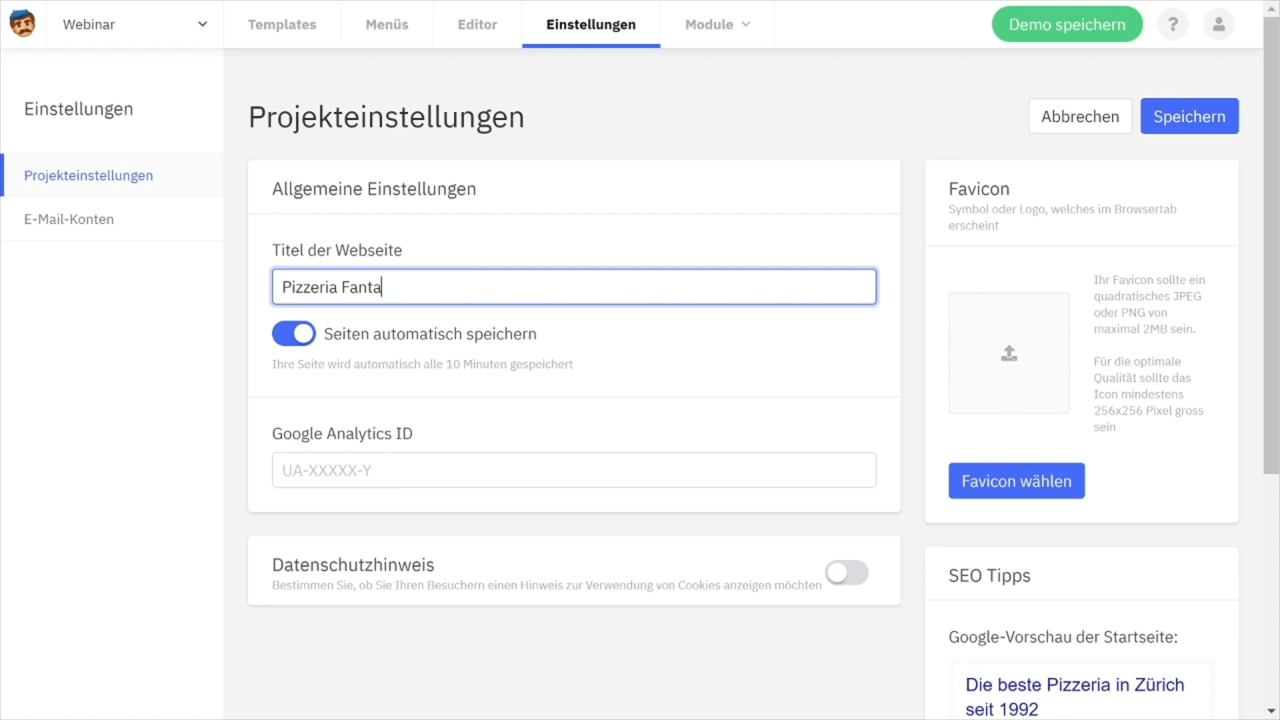 Webinar
Templates
Menüs
Editor
Einstellungen
Module
Demo speichern
?
Einstellungen
Projekteinstellungen
E-Mail-Konten
Projekteinstellungen
Abbrechen
Speichern
Allgemeine Einstellungen
Titel der Webseite
Pizzeria Fanta
Seiten automatisch speichern
Ihre Seite wird automatisch alle 10 Minuten gespeichert
Google Analytics ID
UA-XXXXX-Y
Datenschutzhinweis
Bestimmen Sie, ob Sie Ihren Besuchern einen Hinweis zur Verwendung von Cookies anzeigen möchten
Favicon
Symbol oder Logo, welches im Browsertab
erscheint
Ihr Favicon sollte ein
quadratisches JPEG
oder PNG von
maximal 2MB sein.
Für die optimale
Qualität sollte das
Icon mindestens
256x256 Pixel gross
sein
Favicon wählen
SEO Tipps
Google-Vorschau der Startseite:
Die beste Pizzeria in Zürich
seit 1992